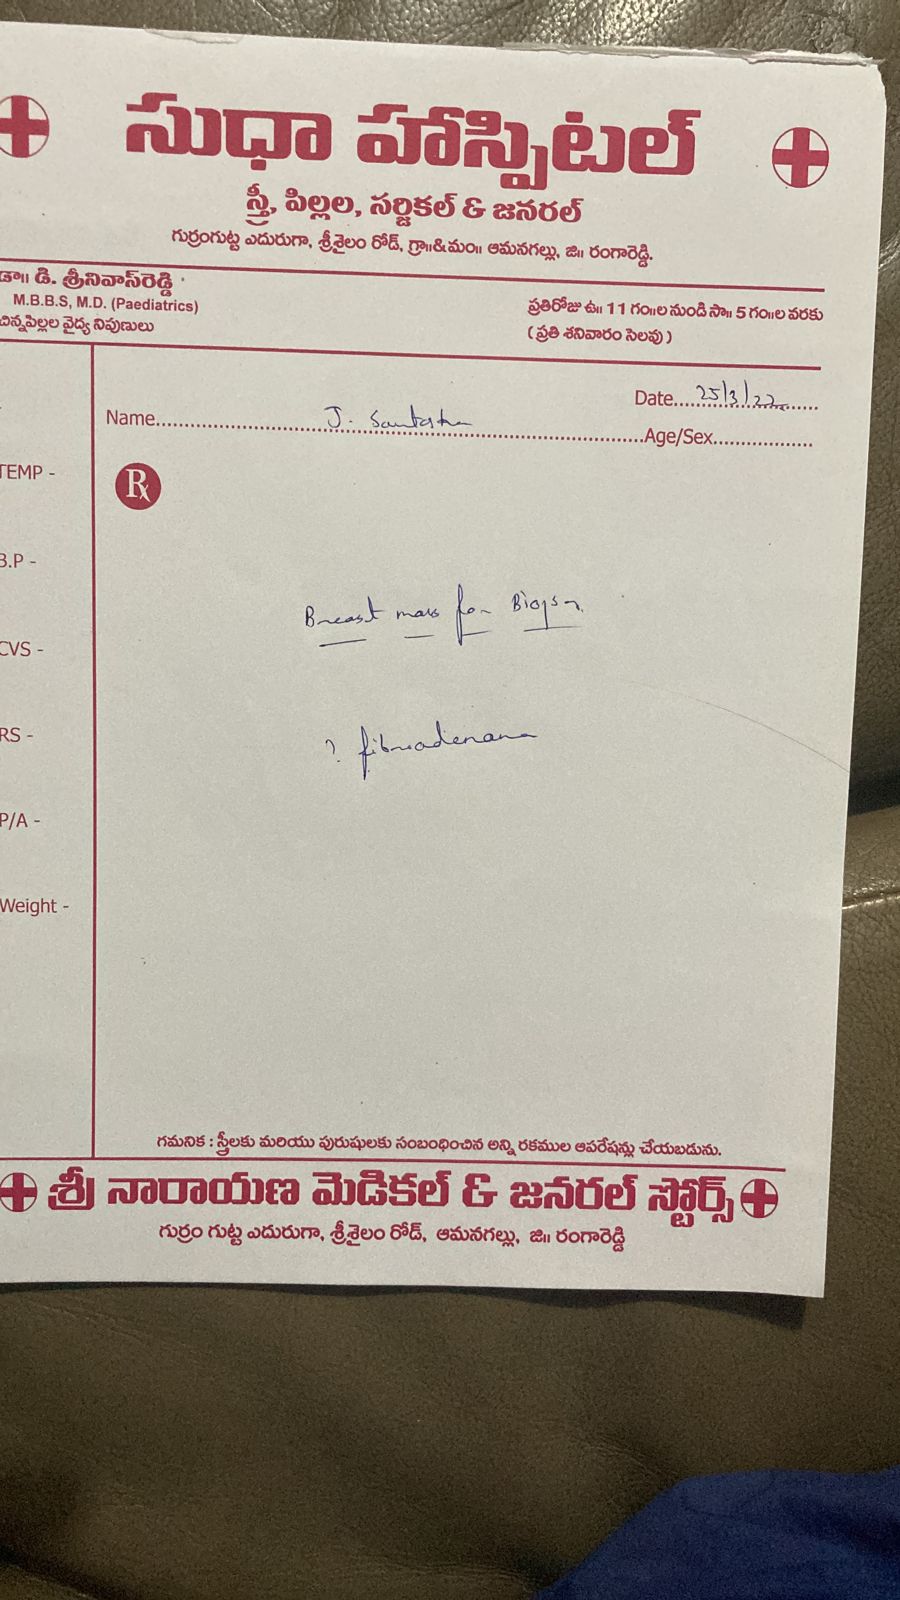 సుధా హాస్పిటల్
స్త్రీ, పిల్లల, సర్జికల్ & జనరల్
గుర్రంగుట్ట ఎదురుగా, శ్రీశైలం రోడ్, గ్రా॥&మం॥ ఆమనగల్లు, జి॥ రంగారెడ్డి.
డా॥ డి. శ్రీనివాస్‌రెడ్డి
M.B.B.S, M.D. (Paediatrics)
చిన్నపిల్లల వైద్య నిపుణులు
ప్రతిరోజు ఉ॥ 11 గం॥ల నుండి సా॥ 5 గం॥ల వరకు
( ప్రతి శనివారం సెలవు )
Date 25/3/22
Name J. Santosha
Age/Sex
Rx
TEMP -
B.P -
CVS -
RS -
P/A -
Weight -
Breast mass for Biopsy
? fibroadenoma
గమనిక : స్త్రీలకు మరియు పురుషులకు సంబంధించిన అన్ని రకముల ఆపరేషన్లు చేయబడును.
శ్రీ నారాయణ మెడికల్ & జనరల్ స్టోర్స్
గుర్రం గుట్ట ఎదురుగా, శ్రీశైలం రోడ్, ఆమనగల్లు, జి॥ రంగారెడ్డి